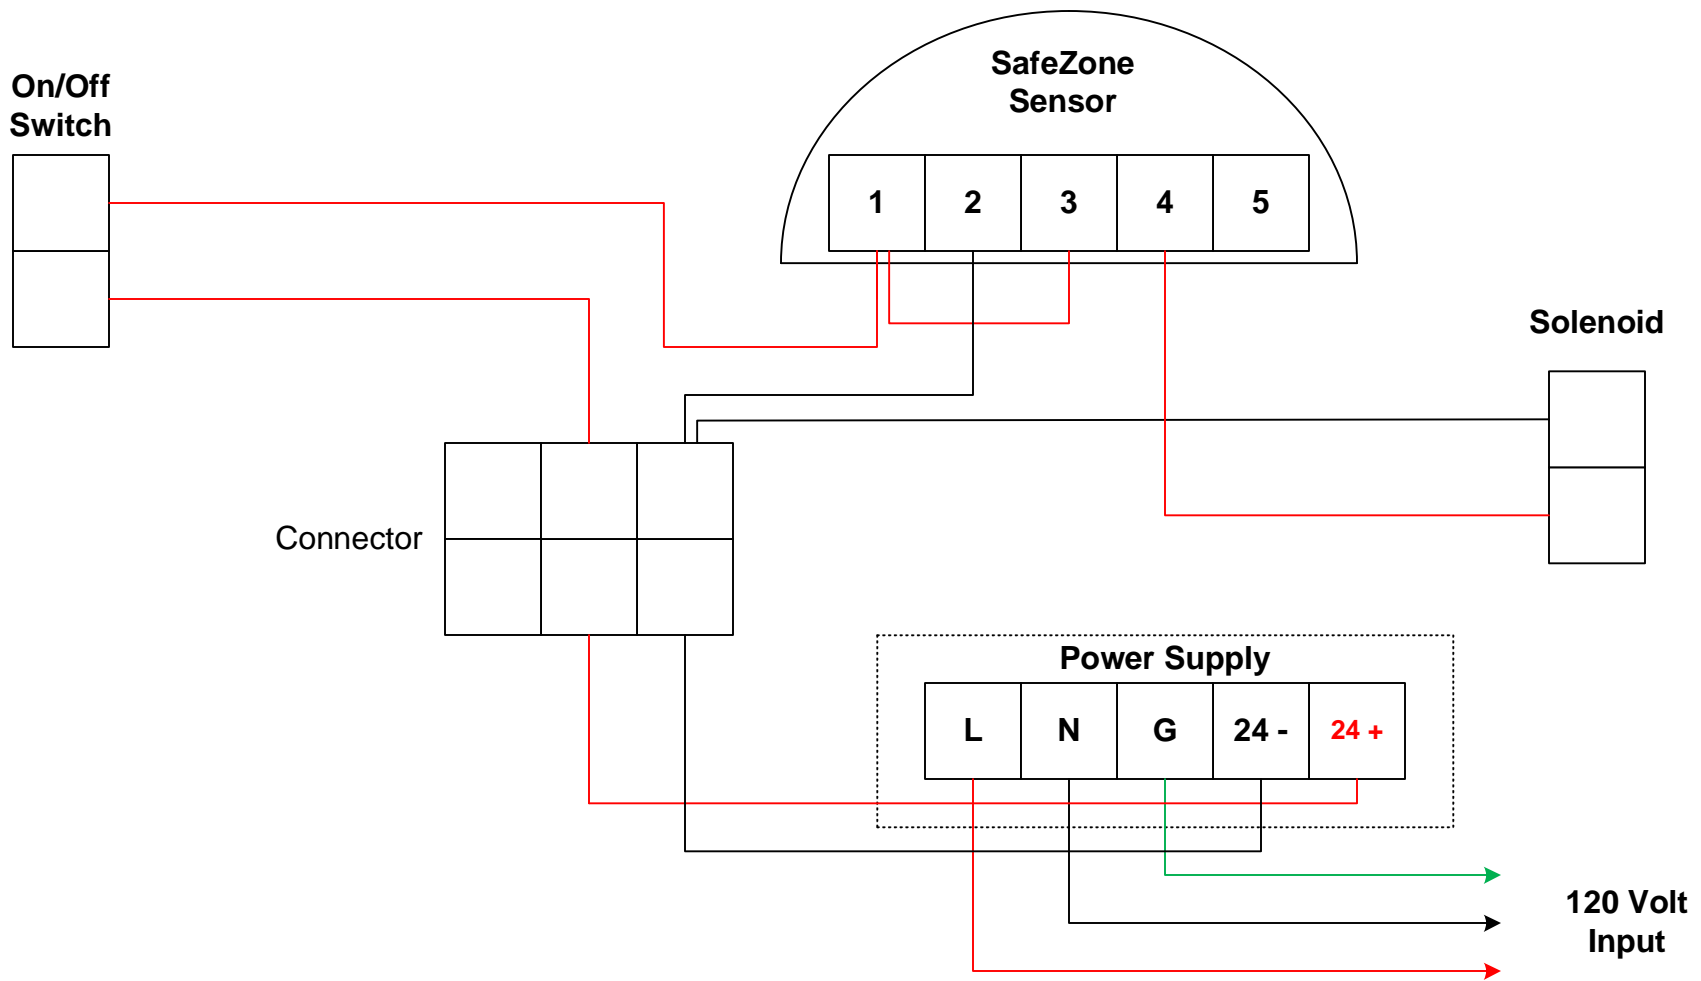 SafeZone
Sensor
On/Off
Switch
1 2 3 4 5
Solenoid
Connector
Power Supply
L N G 24 - 24 +
120 Volt
Input